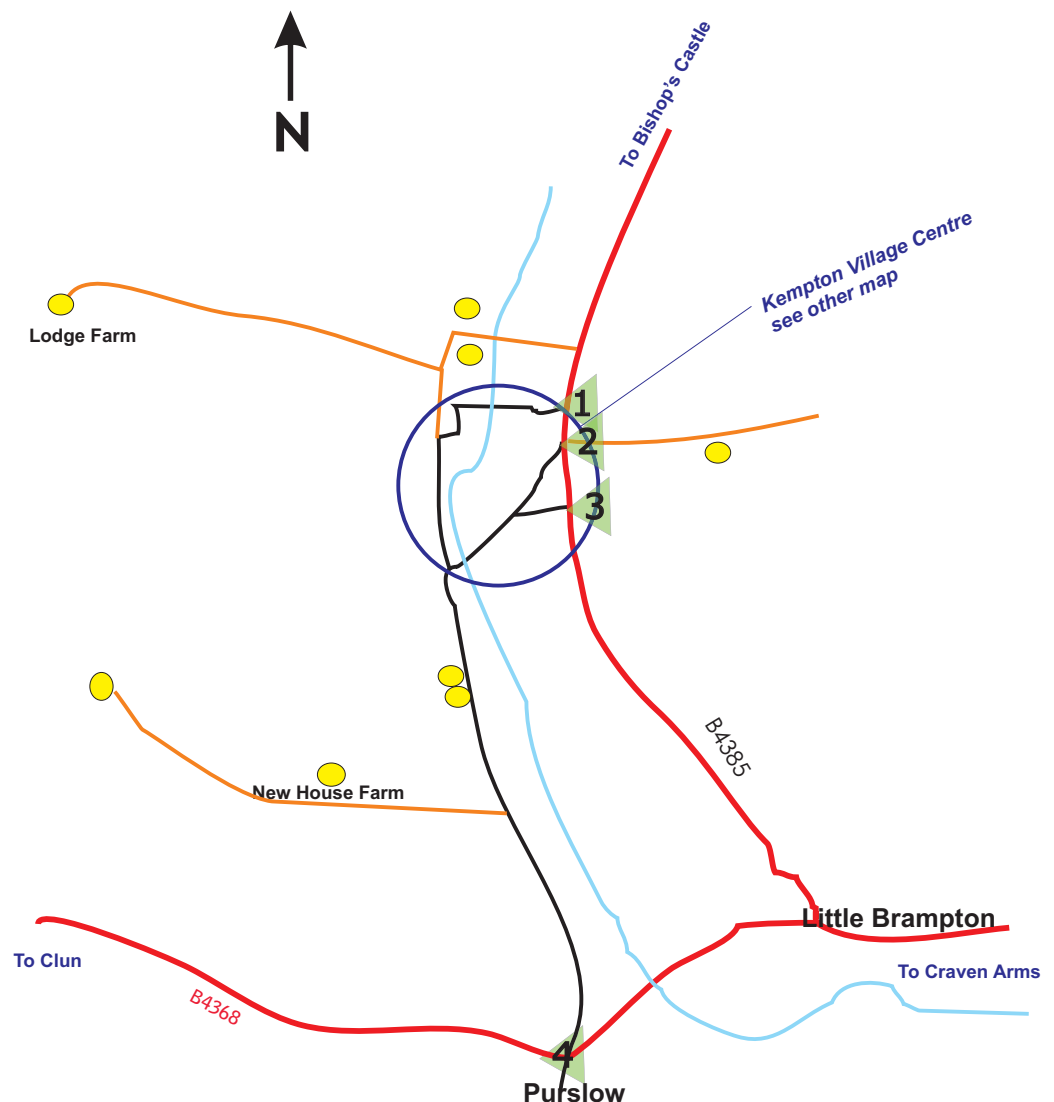 N
To Bishop's Castle
Kempton Village Centre
see other map
Lodge Farm
1
2
3
B4385
New House Farm
Little Brampton
To Clun
To Craven Arms
B4368
4
Purslow